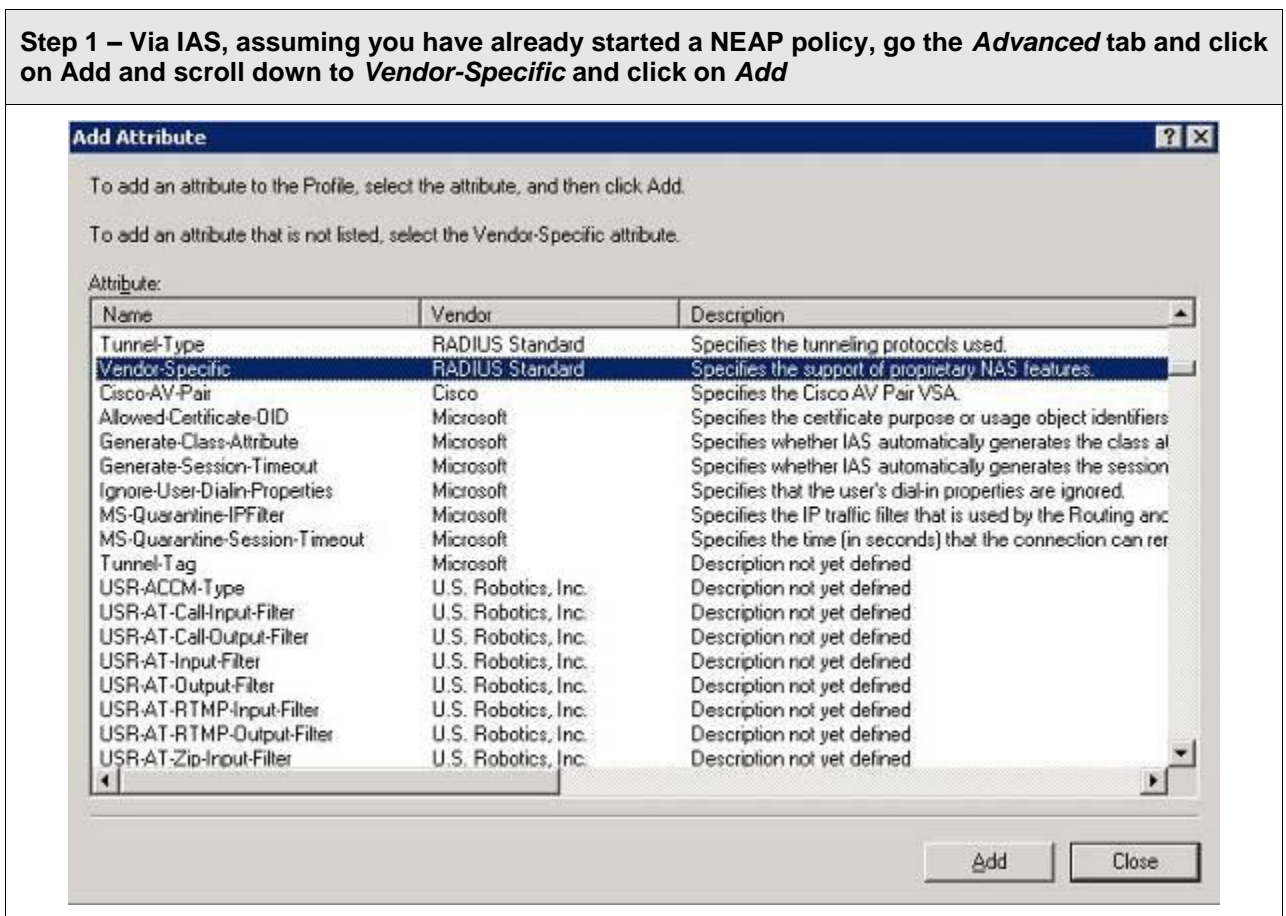 Step 1 – Via IAS, assuming you have already started a NEAP policy, go the Advanced tab and click
on Add and scroll down to Vendor-Specific and click on Add
Add Attribute
To add an attribute to the Profile, select the attribute, and then click Add.
To add an attribute that is not listed, select the Vendor-Specific attribute.
Attribute:
Name Vendor Description
Tunnel-Type RADIUS Standard Specifies the tunneling protocols used.
Vendor-Specific RADIUS Standard Specifies the support of proprietary NAS features.
Cisco-AV-Pair Cisco Specifies the Cisco AV Pair VSA.
Allowed-Certificate-OID Microsoft Specifies the certificate purpose or usage object identifiers
Generate-Class-Attribute Microsoft Specifies whether IAS automatically generates the class at
Generate-Session-Timeout Microsoft Specifies whether IAS automatically generates the session
Ignore-User-Dialin-Properties Microsoft Specifies that the user's dial-in properties are ignored.
MS-Quarantine-IPFilter Microsoft Specifies the IP traffic filter that is used by the Routing and
MS-Quarantine-Session-Timeout Microsoft Specifies the time (in seconds) that the connection can rer
Tunnel-Tag Microsoft Description not yet defined
USR-ACCM-Type U.S. Robotics, Inc. Description not yet defined
USR-AT-Call-Input-Filter U.S. Robotics, Inc. Description not yet defined
USR-AT-Call-Output-Filter U.S. Robotics, Inc. Description not yet defined
USR-AT-Input-Filter U.S. Robotics, Inc. Description not yet defined
USR-AT-Output-Filter U.S. Robotics, Inc. Description not yet defined
USR-AT-RTMP-Input-Filter U.S. Robotics, Inc. Description not yet defined
USR-AT-RTMP-Output-Filter U.S. Robotics, Inc. Description not yet defined
USR-AT-Zip-Input-Filter U.S. Robotics, Inc. Description not yet defined
Add Close